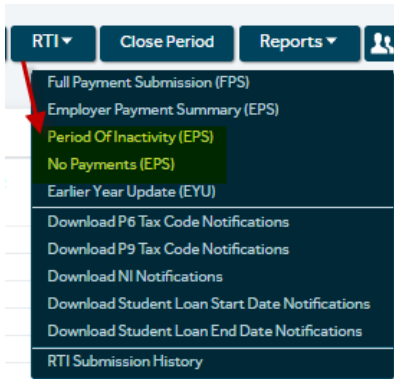 RTI Close Period Reports
Full Payment Submission (FPS)
Employer Payment Summary (EPS)
Period Of Inactivity (EPS)
No Payments (EPS)
Earlier Year Update (EYU)
Download P6 Tax Code Notifications
Download P9 Tax Code Notifications
Download NI Notifications
Download Student Loan Start Date Notifications
Download Student Loan End Date Notifications
RTI Submission History